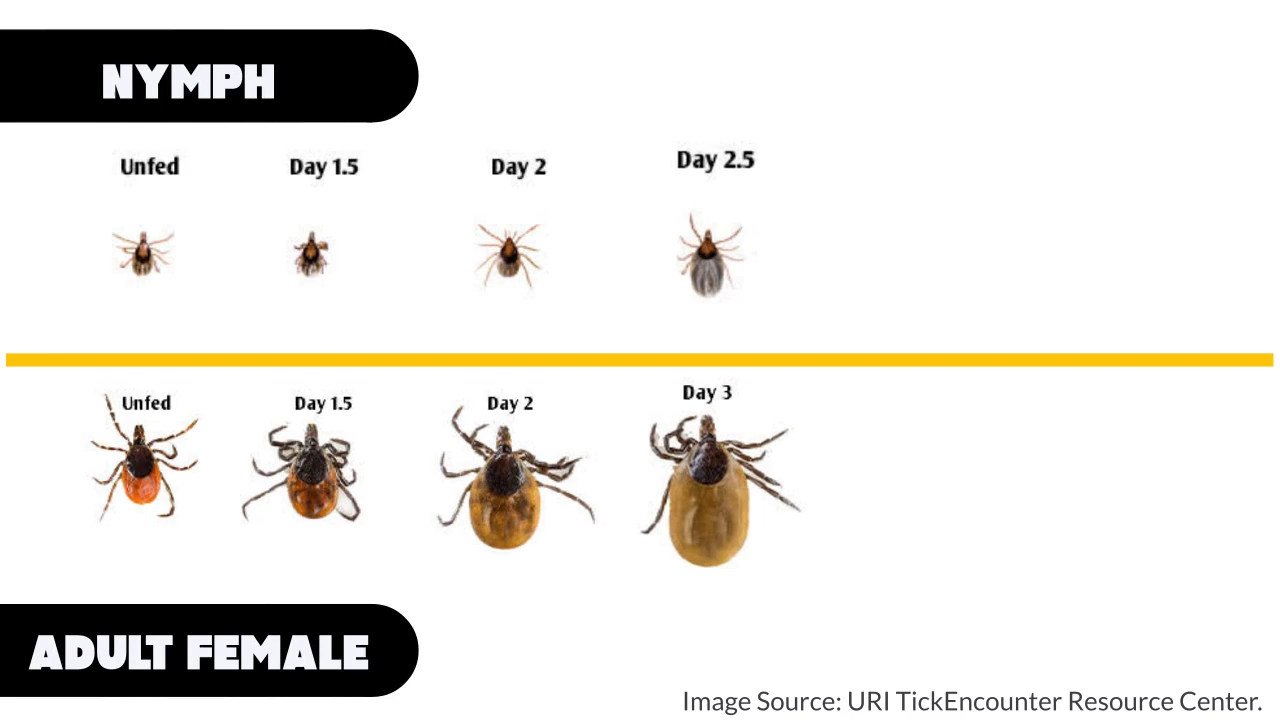 NYMPH
Unfed Day 1.5 Day 2 Day 2.5
Unfed Day 1.5 Day 2 Day 3
ADULT FEMALE
Image Source: URI TickEncounter Resource Center.